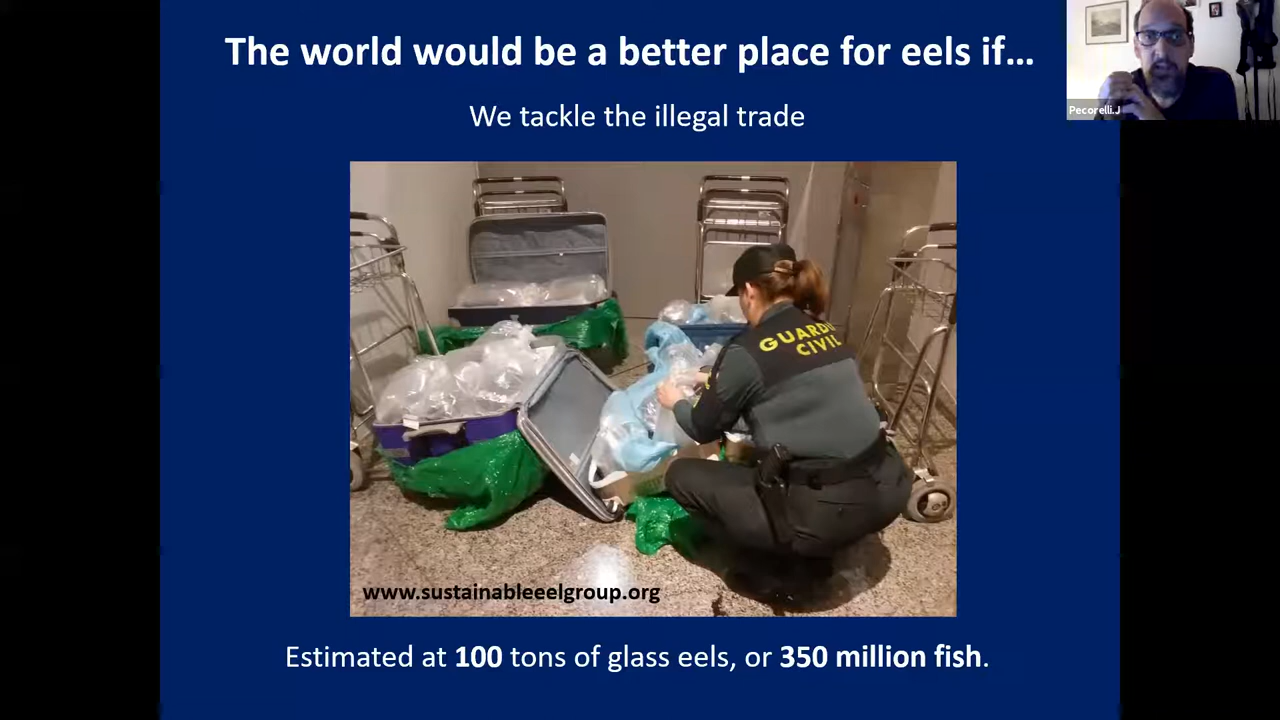 The world would be a better place for eels if...
Pecorelli.J
We tackle the illegal trade
GUARDIA
CIVIL
www.sustainableeelgroup.org
Estimated at 100 tons of glass eels, or 350 million fish.